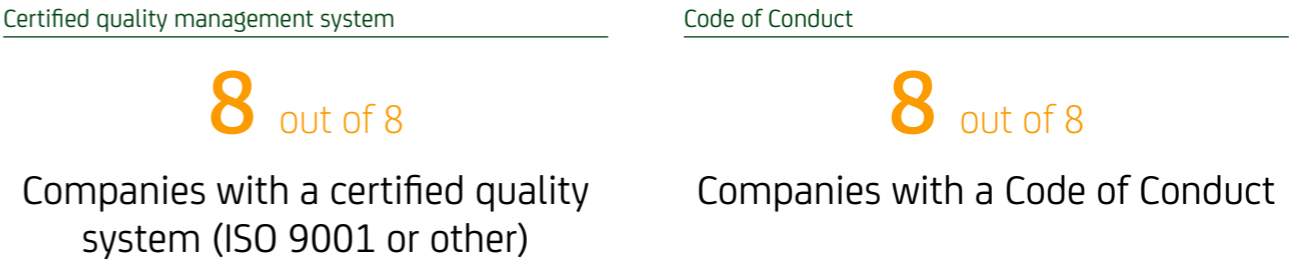 Certified quality management system
8 out of 8
Companies with a certified quality
system (ISO 9001 or other)
Code of Conduct
8 out of 8
Companies with a Code of Conduct